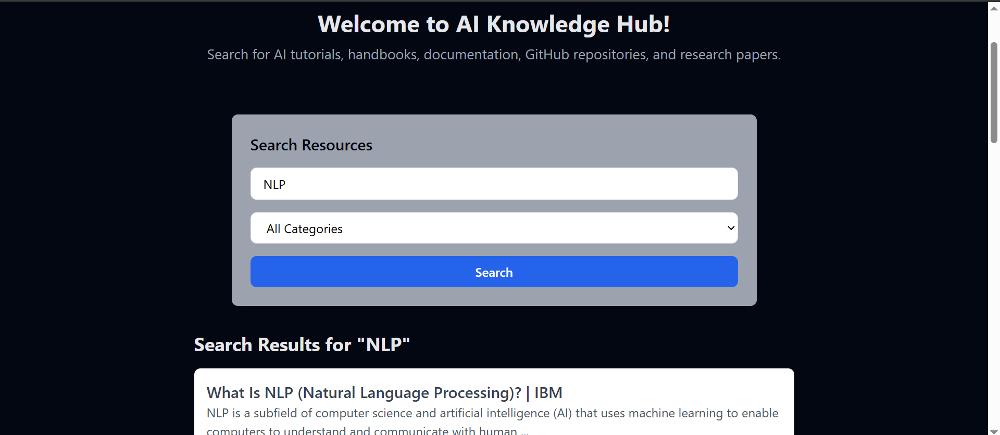 Welcome to AI Knowledge Hub!
Search for AI tutorials, handbooks, documentation, GitHub repositories, and research papers.
Search Resources
NLP
All Categories
Search
Search Results for "NLP"
What Is NLP (Natural Language Processing)? | IBM
NLP is a subfield of computer science and artificial intelligence (AI) that uses machine learning to enable
computers to understand and communicate with human ...